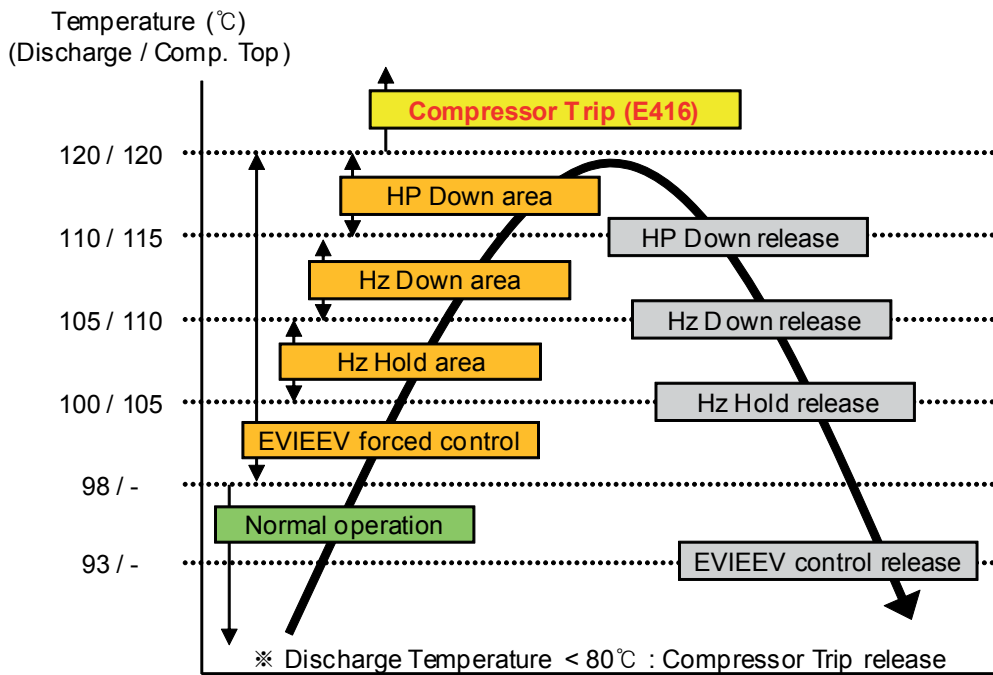 Temperature (℃)
(Discharge / Comp. Top)
Compressor Trip (E416)
120 / 120
HP Down area
110 / 115
HP Down release
Hz Down area
105 / 110
Hz Down release
Hz Hold area
100 / 105
Hz Hold release
EVIEEV forced control
98 / -
Normal operation
93 / -
EVIEEV control release
※ Discharge Temperature < 80℃ : Compressor Trip release